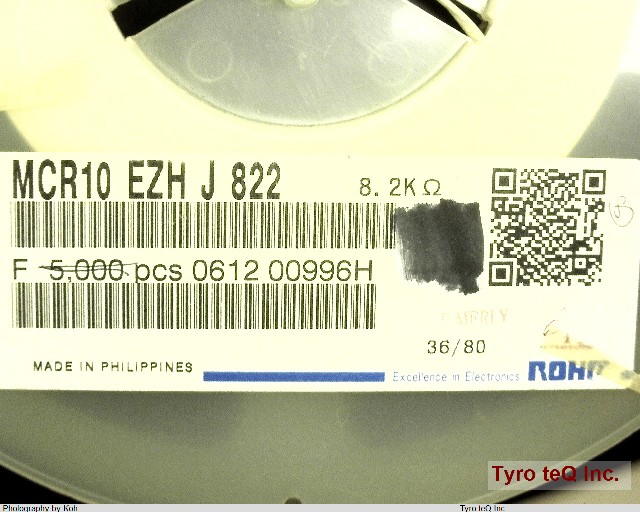 MCR10 EZH J 822 8.2KΩ
F 5,000 pcs 0612 00996H
36/80
MADE IN PHILIPPINES
Excellence in Electronics ROHM
Tyro teQ Inc.
Photography by Koh Tyro teQ Inc